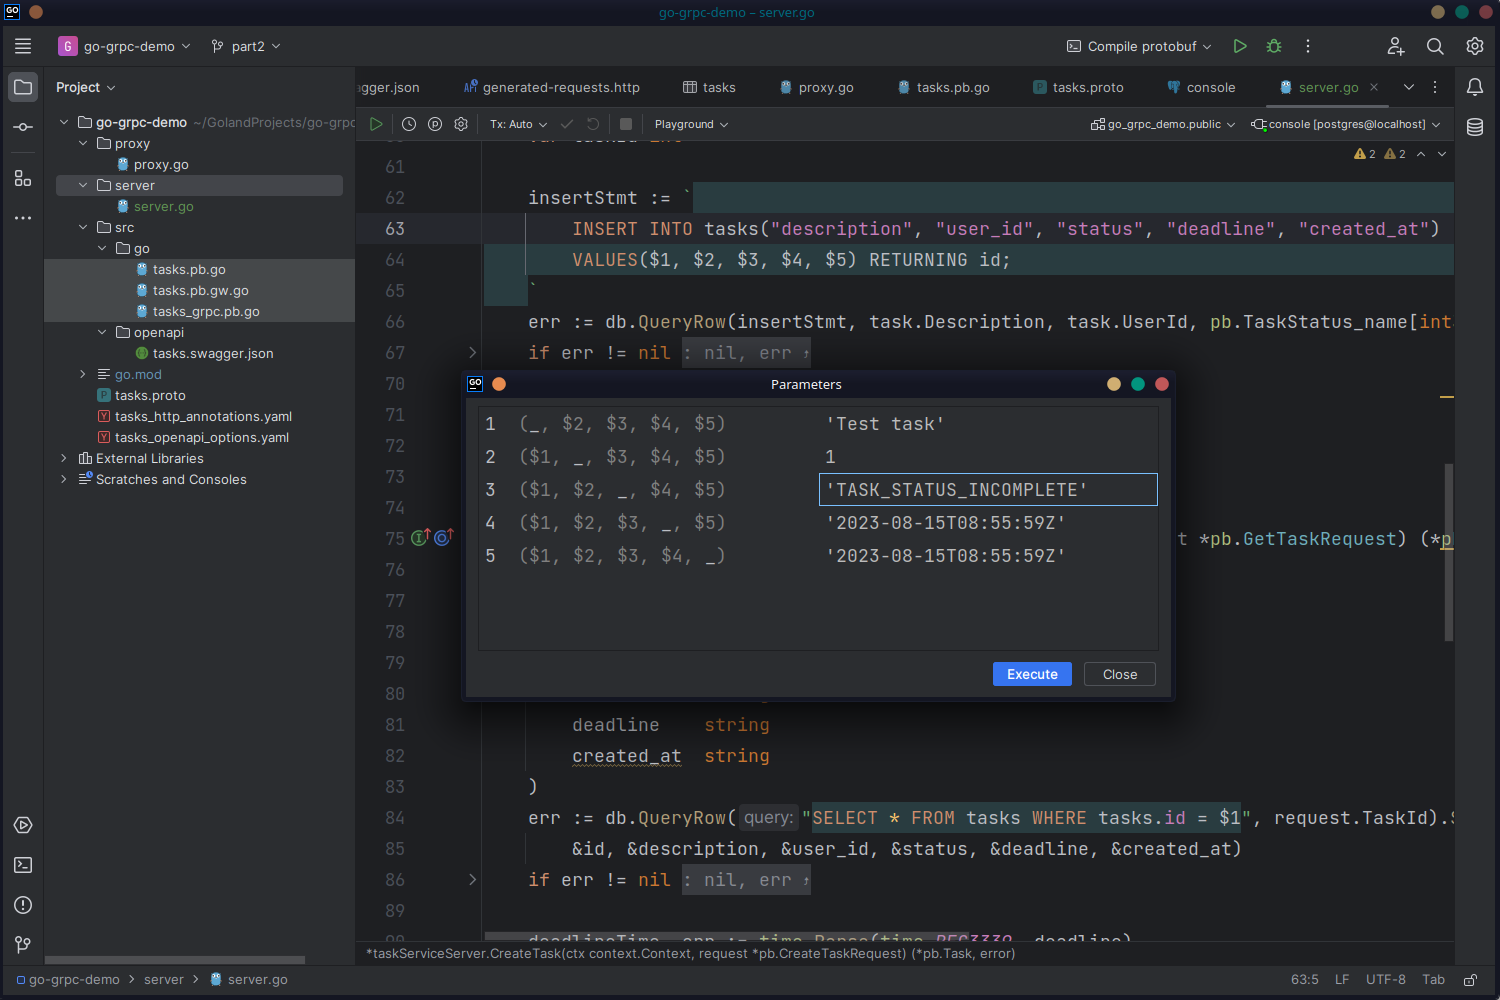 GO
go-grpc-demo – server.go
G go-grpc-demo
part2
Compile protobuf
Project
gger.json
API generated-requests.http
tasks
proxy.go
tasks.pb.go
P tasks.proto
console
server.go
Tx: Auto
Playground
go_grpc_demo.public
console [postgres@localhost]
2
2
go-grpc-demo ~/GolandProjects/go-grpc
proxy
proxy.go
server
server.go
src
go
tasks.pb.go
tasks.pb.gw.go
tasks_grpc.pb.go
openapi
tasks.swagger.json
go.mod
P tasks.proto
Y tasks_http_annotations.yaml
Y tasks_openapi_options.yaml
External Libraries
Scratches and Consoles
61
62 insertStmt := `
63 INSERT INTO tasks("description", "user_id", "status", "deadline", "created_at")
64 VALUES($1, $2, $3, $4, $5) RETURNING id;
65 `
66 err := db.QueryRow(insertStmt, task.Description, task.UserId, pb.TaskStatus_name[int
67 if err != nil : nil, err
70
71
72
73
74
75 t *pb.GetTaskRequest) (*p
76
77
78
79
80
81 deadline string
82 created_at string
83 )
84 err := db.QueryRow( query: "SELECT * FROM tasks WHERE tasks.id = $1", request.TaskId).
85 &id, &description, &user_id, &status, &deadline, &created_at)
86 if err != nil : nil, err
89
90 deadlineTime, err := time.Parse(time.RFC3339, deadline)
GO
Parameters
1 (_, $2, $3, $4, $5) 'Test task'
2 ($1, _, $3, $4, $5) 1
3 ($1, $2, _, $4, $5) 'TASK_STATUS_INCOMPLETE'
4 ($1, $2, $3, _, $5) '2023-08-15T08:55:59Z'
5 ($1, $2, $3, $4, _) '2023-08-15T08:55:59Z'
Execute
Close
*taskServiceServer.CreateTask(ctx context.Context, request *pb.CreateTaskRequest) (*pb.Task, error)
go-grpc-demo > server > server.go
63:5 LF UTF-8 Tab